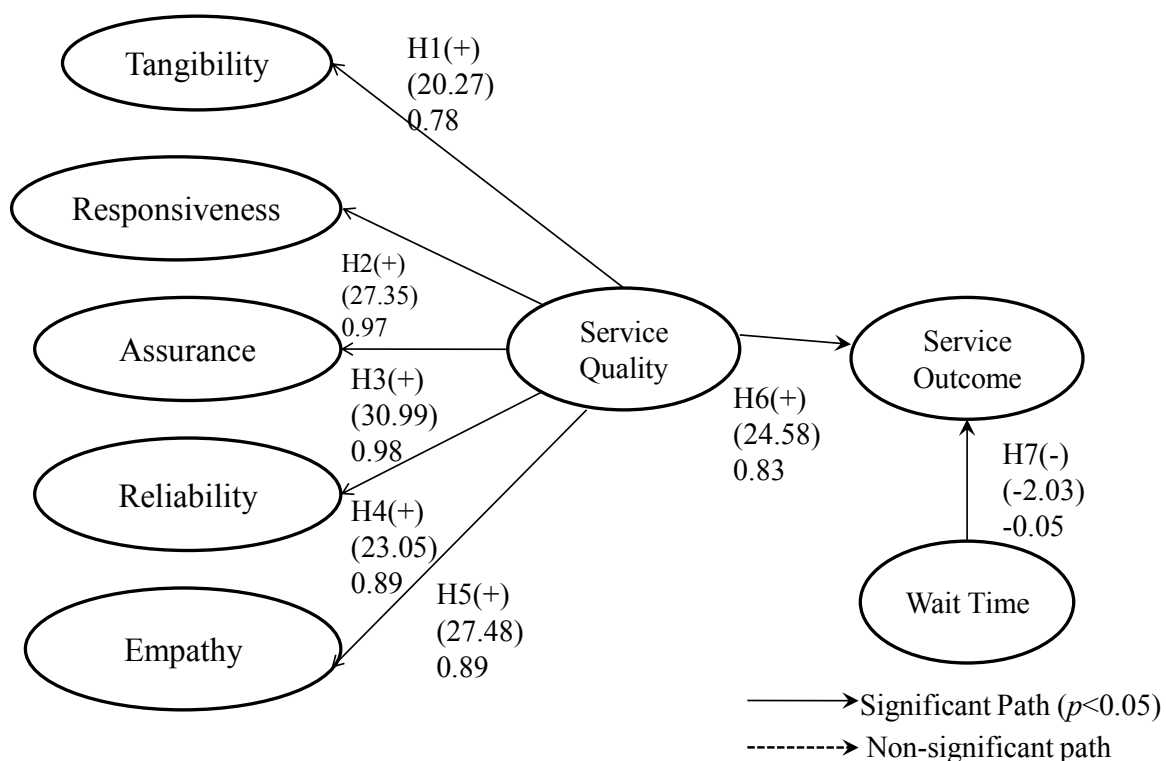 Tangibility
H1(+)
(20.27)
0.78
Responsiveness
H2(+)
(27.35)
0.97
Assurance
H3(+)
(30.99)
0.98
Reliability
H4(+)
(23.05)
0.89
Empathy
H5(+)
(27.48)
0.89
Service
Quality
H6(+)
(24.58)
0.83
Service
Outcome
H7(-)
(-2.03)
-0.05
Wait Time
Significant Path (p<0.05)
Non-significant path